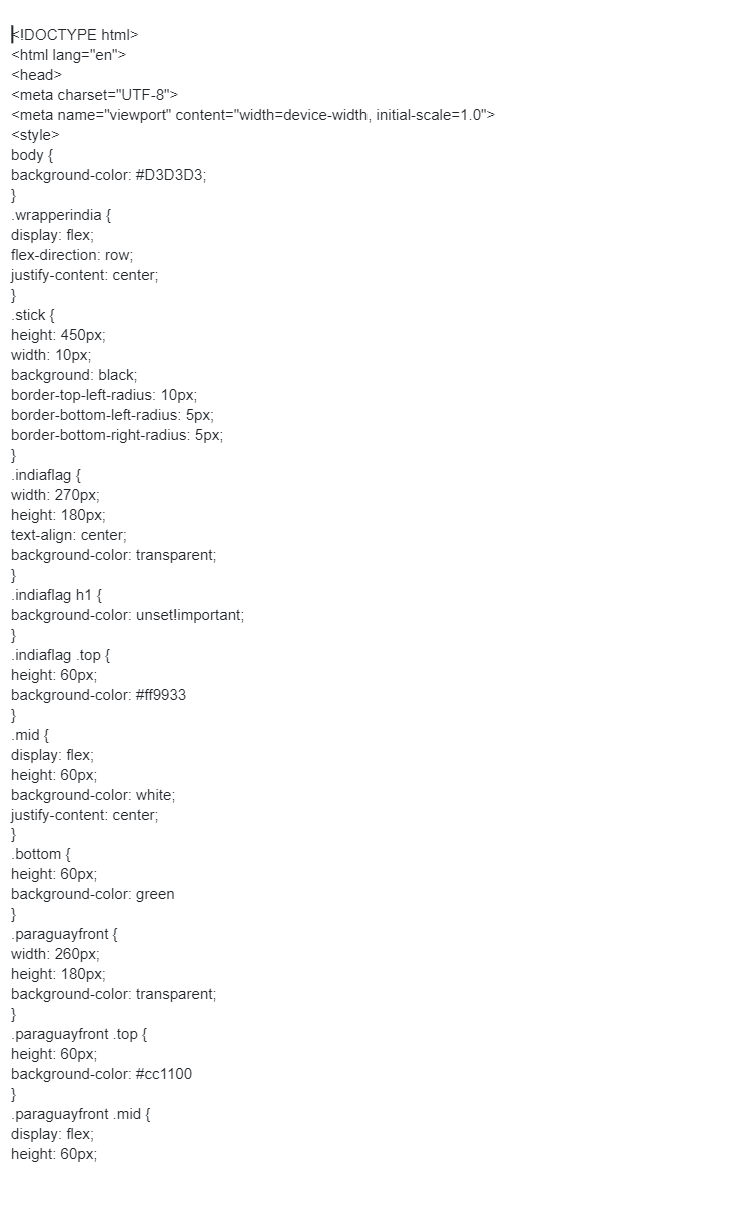 <!DOCTYPE html>
<html lang="en">
<head>
<meta charset="UTF-8">
<meta name="viewport" content="width=device-width, initial-scale=1.0">
<style>
body {
background-color: #D3D3D3;
}
.wrapperindia {
display: flex;
flex-direction: row;
justify-content: center;
}
.stick {
height: 450px;
width: 10px;
background: black;
border-top-left-radius: 10px;
border-bottom-left-radius: 5px;
border-bottom-right-radius: 5px;
}
.indiaflag {
width: 270px;
height: 180px;
text-align: center;
background-color: transparent;
}
.indiaflag h1 {
background-color: unset!important;
}
.indiaflag .top {
height: 60px;
background-color: #ff9933
}
.mid {
display: flex;
height: 60px;
background-color: white;
justify-content: center;
}
.bottom {
height: 60px;
background-color: green
}
.paraguayfront {
width: 260px;
height: 180px;
background-color: transparent;
}
.paraguayfront .top {
height: 60px;
background-color: #cc1100
}
.paraguayfront .mid {
display: flex;
height: 60px;